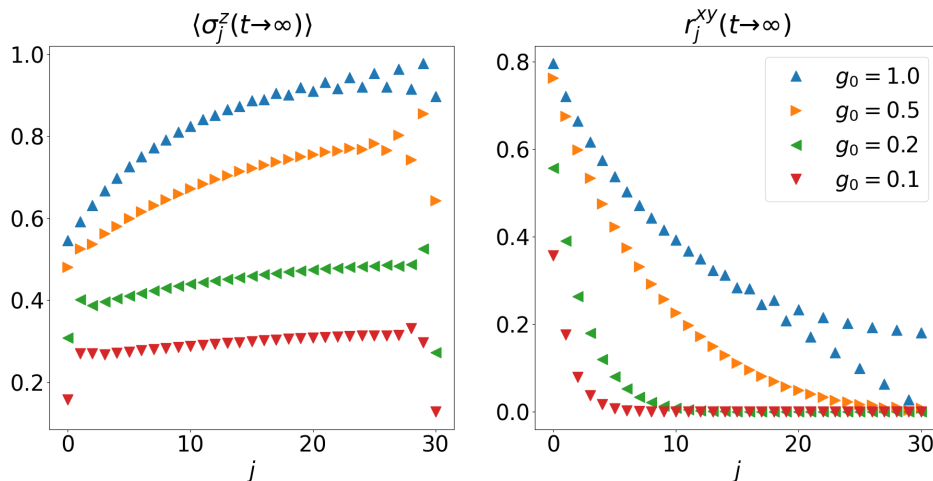 ⟨σ_j^z(t→∞)⟩
1.0
0.8
0.6
0.4
0.2
0
10
20
30
j
r_j^{xy}(t→∞)
0.8
0.6
0.4
0.2
0.0
0
10
20
30
j
g_0 = 1.0
g_0 = 0.5
g_0 = 0.2
g_0 = 0.1